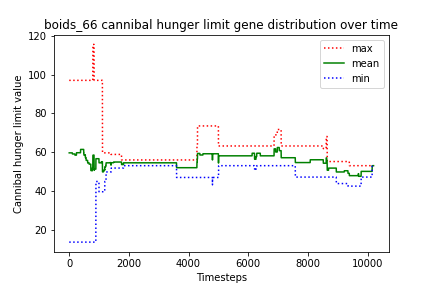 boids_66 cannibal hunger limit gene distribution over time
120
100
80
60
40
20
Cannibal hunger limit value
max
mean
min
0
2000
4000
6000
8000
10000
Timesteps